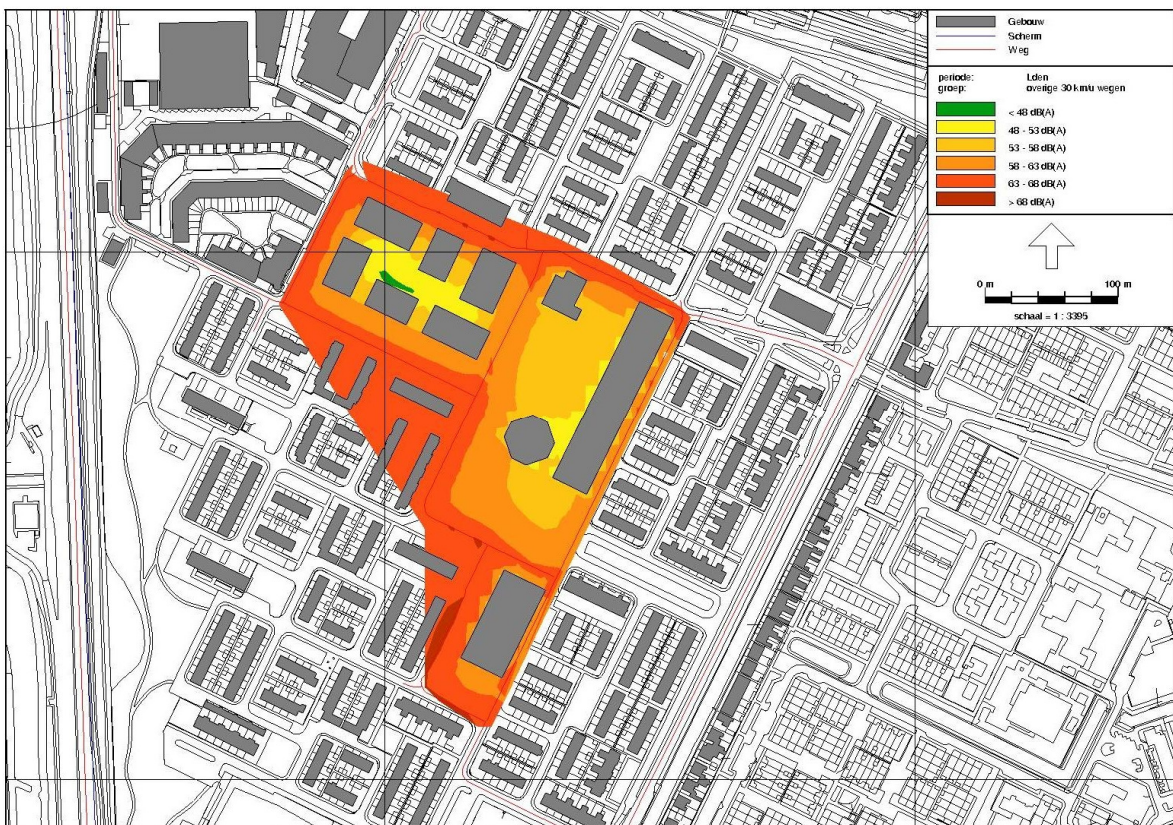 Gebouw
Scherm
Weg
periode: Lden
groep: overige 30 km/u wegen
< 48 dB(A)
48 - 53 dB(A)
53 - 58 dB(A)
58 - 63 dB(A)
63 - 68 dB(A)
> 68 dB(A)
0 m 100 m
schaal = 1 : 3395